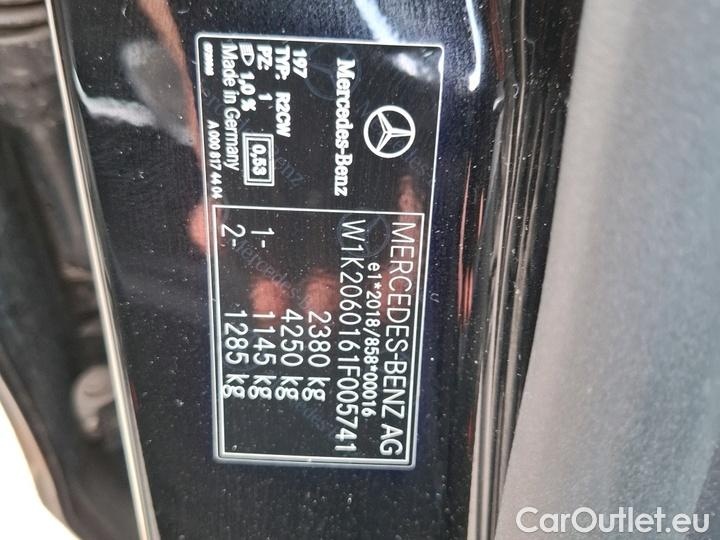 MERCEDES-BENZ AG
e1*2018/858*00016
W1K2060161F005741
2380 kg
4250 kg
1- 1145 kg
2- 1285 kg
Mercedes-Benz
197
TYP: R2CW
PZ: 1
1,0 % 0,53
Made in Germany
A 000 817 44 04
CarOutlet.eu